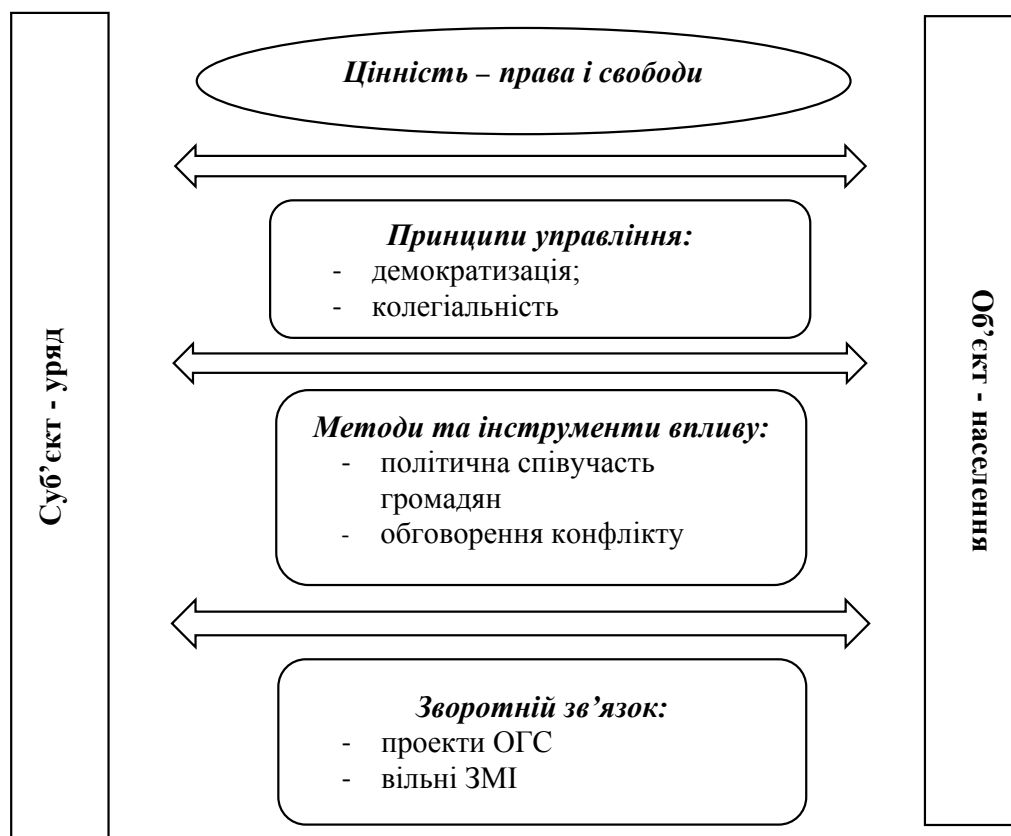 Цінність – права і свободи
Принципи управління:
- демократизація;
- колегіальність
Методи та інструменти впливу:
- політична співучасть
громадян
- обговорення конфлікту
Зворотній зв’язок:
- проекти ОГС
- вільні ЗМІ
Суб’єкт - уряд
Об’єкт - населення